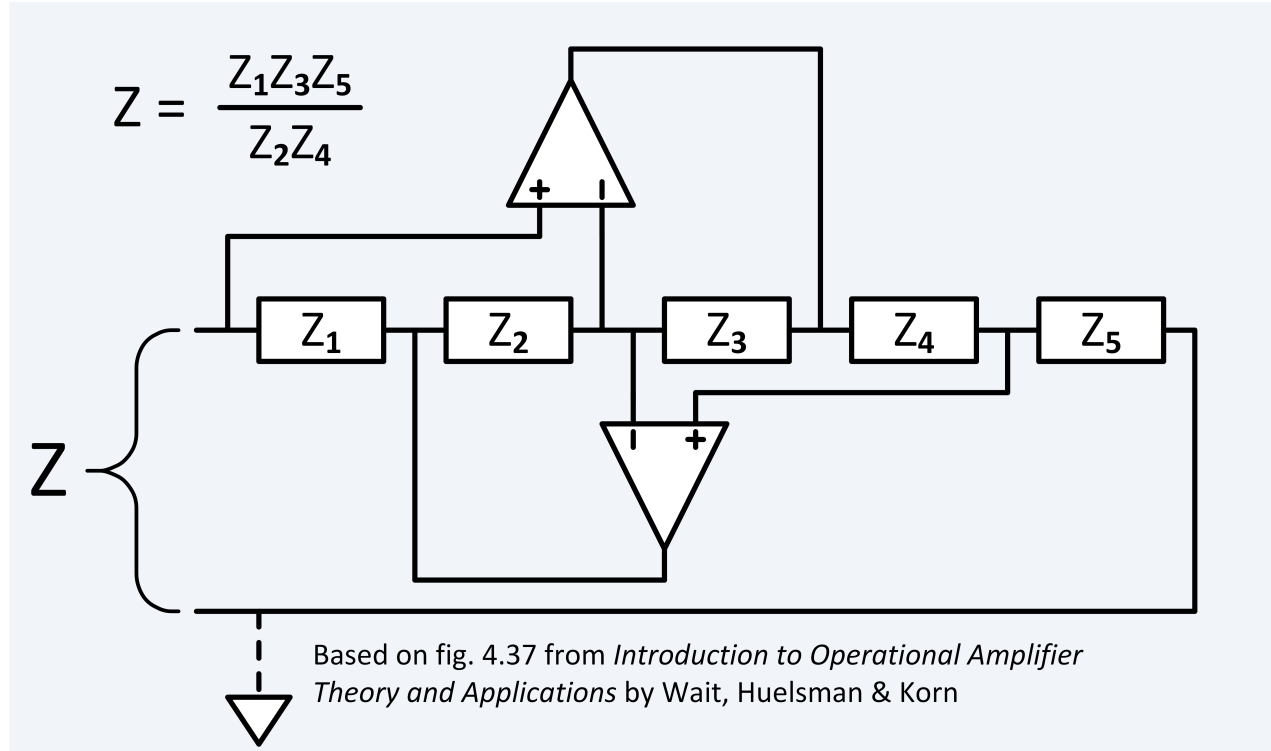 Z = Z₁Z₃Z₅
Z₂Z₄
+ −
Z₁ Z₂ Z₃ Z₄ Z₅
− +
Z
Based on fig. 4.37 from Introduction to Operational Amplifier
Theory and Applications by Wait, Huelsman & Korn